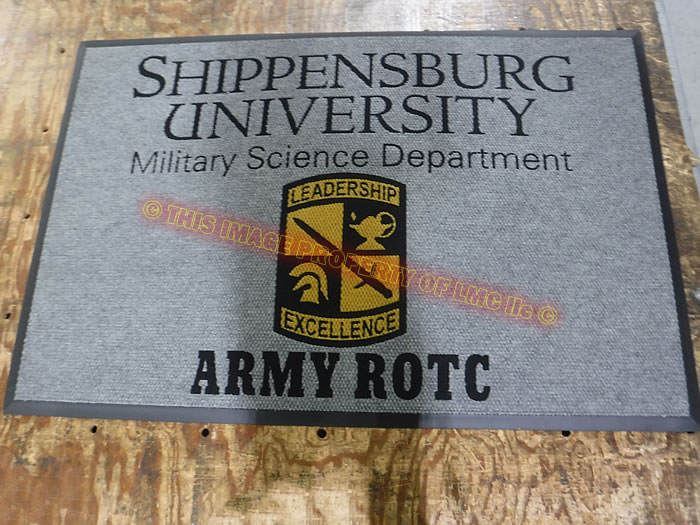 SHIPPENSBURG
UNIVERSITY
Military Science Department
LEADERSHIP
© THIS IMAGE PROPERTY OF LMC llc ©
EXCELLENCE
ARMY ROTC